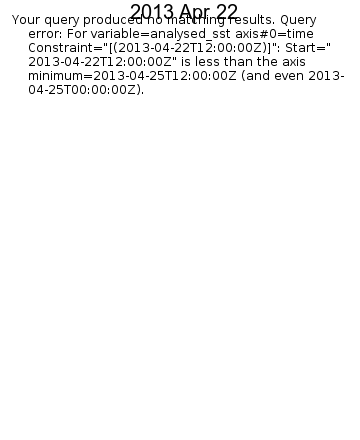 2013 Apr 22
Your query produced no matching results. Query
error: For variable=analysed_sst axis#0=time
Constraint="[(2013-04-22T12:00:00Z)]": Start="
2013-04-22T12:00:00Z" is less than the axis
minimum=2013-04-25T12:00:00Z (and even 2013-
04-25T00:00:00Z).